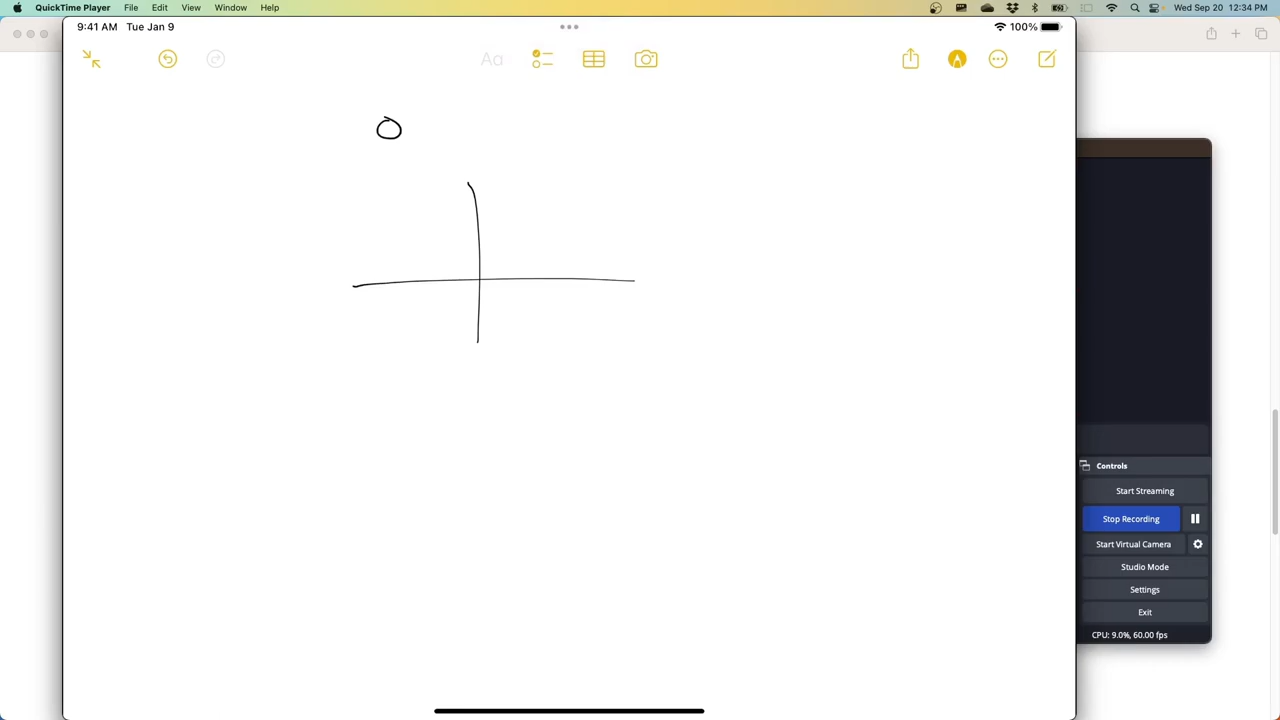 QuickTime Player File Edit View Window Help Wed Sep 20 12:34 PM
9:41 AM Tue Jan 9 100%
Aa
O
Controls
Start Streaming
Stop Recording
Start Virtual Camera
Studio Mode
Settings
Exit
CPU: 9.0%, 60.00 fps